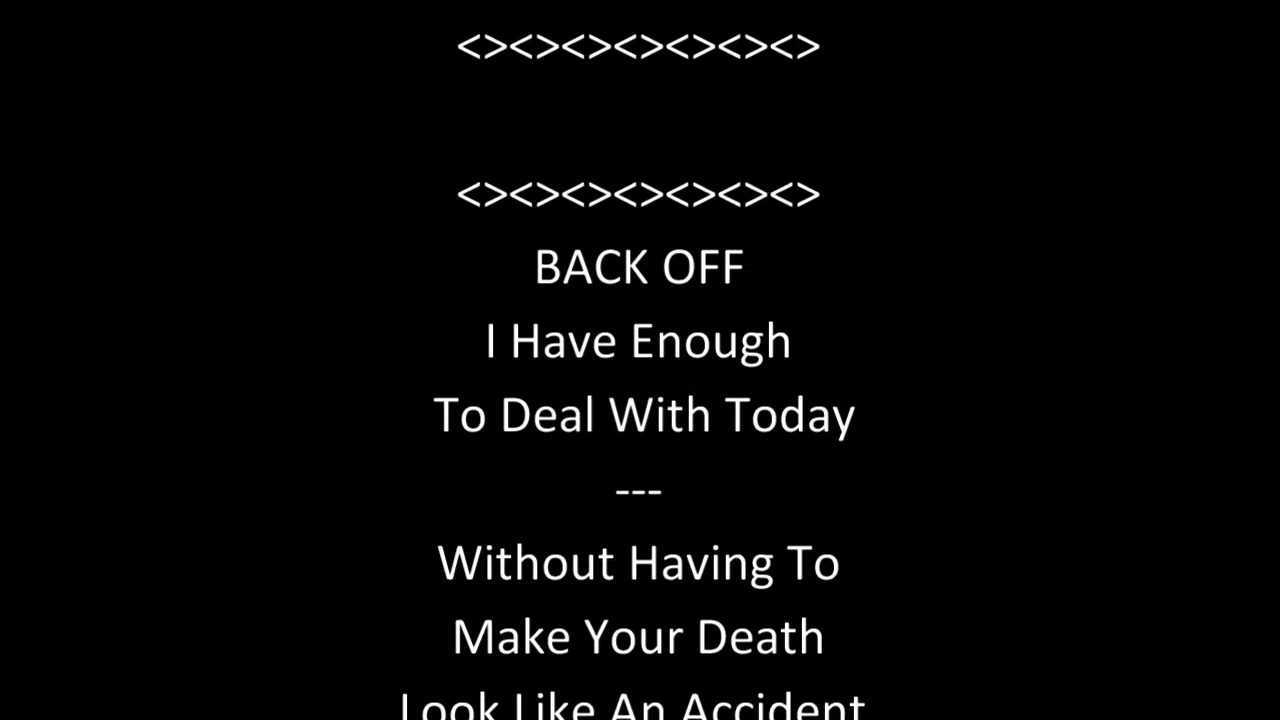 <><><><><><><>
<><><><><><><>
BACK OFF
I Have Enough
To Deal With Today
---
Without Having To
Make Your Death
Look Like An Accident